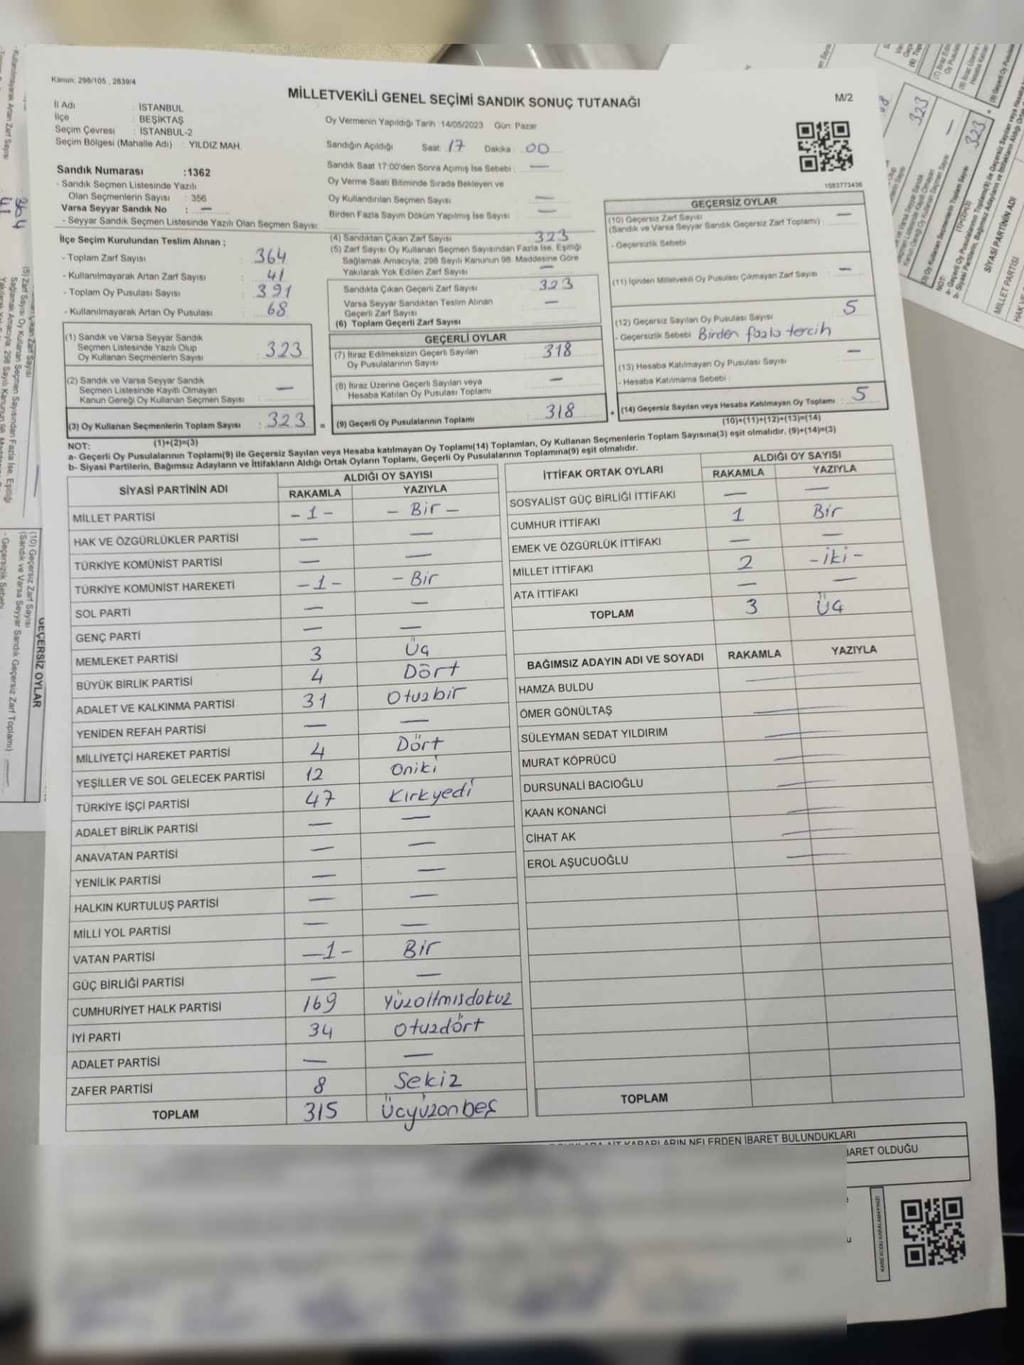 Kanun: 298/105 , 2839/4
MİLLETVEKİLİ GENEL SEÇİMİ SANDIK SONUÇ TUTANAĞI
M/2
İl Adı : İSTANBUL
İlçe : BEŞİKTAŞ
Seçim Çevresi : İSTANBUL-2
Seçim Bölgesi (Mahalle Adı) : YILDIZ MAH.
Oy Vermenin Yapıldığı Tarih :14/05/2023 Gün: Pazar
Sandığın Açıldığı Saat: 17 Dakika: 00
Sandık Saat 17:00'den Sonra Açımış İse Sebebi : —
Oy Verme Saati Bitiminde Sırada Bekleyen ve
Oy Kullandırılan Seçmen Sayısı —
Birden Fazla Sayım Döküm Yapılmış İse Sayısı —
Sandık Numarası :1362
- Sandık Seçmen Listesinde Yazılı
Olan Seçmenlerin Sayısı : 356
Varsa Seyyar Sandık No : —
- Seyyar Sandık Seçmen Listesinde Yazılı Olan Seçmen Sayısı:
İlçe Seçim Kurulundan Teslim Alınan ;
- Toplam Zarf Sayısı : 364
- Kullanılmayarak Artan Zarf Sayısı : 41
- Toplam Oy Pusulası Sayısı : 391
- Kullanılmayarak Artan Oy Pusulası : 68
(1) Sandık ve Varsa Seyyar Sandık
Seçmen Listesinde Yazılı Olup
Oy Kullanan Seçmenlerin Sayısı : 323
(2) Sandık ve Varsa Seyyar Sandık
Seçmen Listesinde Kayıtlı Olmayan
Kanun Gereği Oy Kullanan Seçmen Sayısı : —
(3) Oy Kullanan Seçmenlerin Toplam Sayısı : 323
(1)+(2)=(3)
(4) Sandıktan Çıkan Zarf Sayısı 323
(5) Zarf Sayısı Oy Kullanan Seçmen Sayısından Fazla İse, Eşitliği
Sağlamak Amacıyla, 298 Sayılı Kanunun 98. Maddesine Göre
Yakılarak Yok Edilen Zarf Sayısı —
Sandıkta Çıkan Geçerli Zarf Sayısı 323
Varsa Seyyar Sandıktan Teslim Alınan
Geçerli Zarf Sayısı —
(6) Toplam Geçerli Zarf Sayısı
GEÇERLİ OYLAR
(7) İtiraz Edilmeksizin Geçerli Sayılan
Oy Pusulalarının Sayısı 318
(8) İtiraz Üzerine Geçerli Sayılan veya
Hesaba Katılan Oy Pusulası Toplamı —
= (9) Geçerli Oy Pusulalarının Toplamı 318
1583773436
GEÇERSİZ OYLAR
(10) Geçersiz Zarf Sayısı
(Sandık ve Varsa Seyyar Sandık Geçersiz Zarf Toplamı) —
- Geçersizlik Sebebi
(11) İçinden Milletvekili Oy Pusulası Çıkmayan Zarf Sayısı —
(12) Geçersiz Sayılan Oy Pusulası Sayısı 5
- Geçersizlik Sebebi Birden fazla tercih
(13) Hesaba Katılmayan Oy Pusulası Sayısı —
- Hesaba Katılmama Sebebi :
+ (14) Geçersiz Sayılan veya Hesaba Katılmayan Oy Toplamı : 5
(10)+(11)+(12)+(13)=(14)
NOT:
a- Geçerli Oy Pusulalarının Toplamı(9) ile Geçersiz Sayılan veya Hesaba katılmayan Oy Toplamı(14) Toplamları, Oy Kullanan Seçmenlerin Toplam Sayısına(3) eşit olmalıdır. (9)+(14)=(3)
b- Siyasi Partilerin, Bağımsız Adayların ve İttifakların Aldığı Ortak Oyların Toplamı, Geçerli Oy Pusulalarının Toplamına(9) eşit olmalıdır.
SİYASİ PARTİNİN ADI ALDIĞI OY SAYISI
RAKAMLA YAZIYLA
MİLLET PARTİSİ -1- - Bir -
HAK VE ÖZGÜRLÜKLER PARTİSİ — —
TÜRKİYE KOMÜNİST PARTİSİ — —
TÜRKİYE KOMÜNİST HAREKETİ -1- - Bir
SOL PARTİ — —
GENÇ PARTİ — —
MEMLEKET PARTİSİ 3 Üç
BÜYÜK BİRLİK PARTİSİ 4 Dört
ADALET VE KALKINMA PARTİSİ 31 Otuzbir
YENİDEN REFAH PARTİSİ — —
MİLLİYETÇİ HAREKET PARTİSİ 4 Dört
YEŞİLLER VE SOL GELECEK PARTİSİ 12 Oniki
TÜRKİYE İŞÇİ PARTİSİ 47 Kırkyedi
ADALET BİRLİK PARTİSİ — —
ANAVATAN PARTİSİ — —
YENİLİK PARTİSİ — —
HALKIN KURTULUŞ PARTİSİ — —
MİLLİ YOL PARTİSİ — —
VATAN PARTİSİ —1- Bir
GÜÇ BİRLİĞİ PARTİSİ — —
CUMHURİYET HALK PARTİSİ 169 Yüzaltmışdokuz
İYİ PARTİ 34 Otuzdört
ADALET PARTİSİ — —
ZAFER PARTİSİ 8 Sekiz
TOPLAM 315 Üçyüzonbeş
İTTİFAK ORTAK OYLARI ALDIĞI OY SAYISI
RAKAMLA YAZIYLA
SOSYALİST GÜÇ BİRLİĞİ İTTİFAKI — —
CUMHUR İTTİFAKI 1 Bir
EMEK VE ÖZGÜRLÜK İTTİFAKI — —
MİLLET İTTİFAKI 2 -iki-
ATA İTTİFAKI — —
TOPLAM 3 Üç
BAĞIMSIZ ADAYIN ADI VE SOYADI RAKAMLA YAZIYLA
HAMZA BULDU
ÖMER GÖNÜLTAŞ
SÜLEYMAN SEDAT YILDIRIM
MURAT KÖPRÜCÜ
DURSUNALİ BACIOĞLU
KAAN KONANCİ
CİHAT AK
EROL AŞUCUOĞLU
TOPLAM
KARARLARIN NELERDEN İBARET BULUNDUKLARI
BARET OLDUĞU